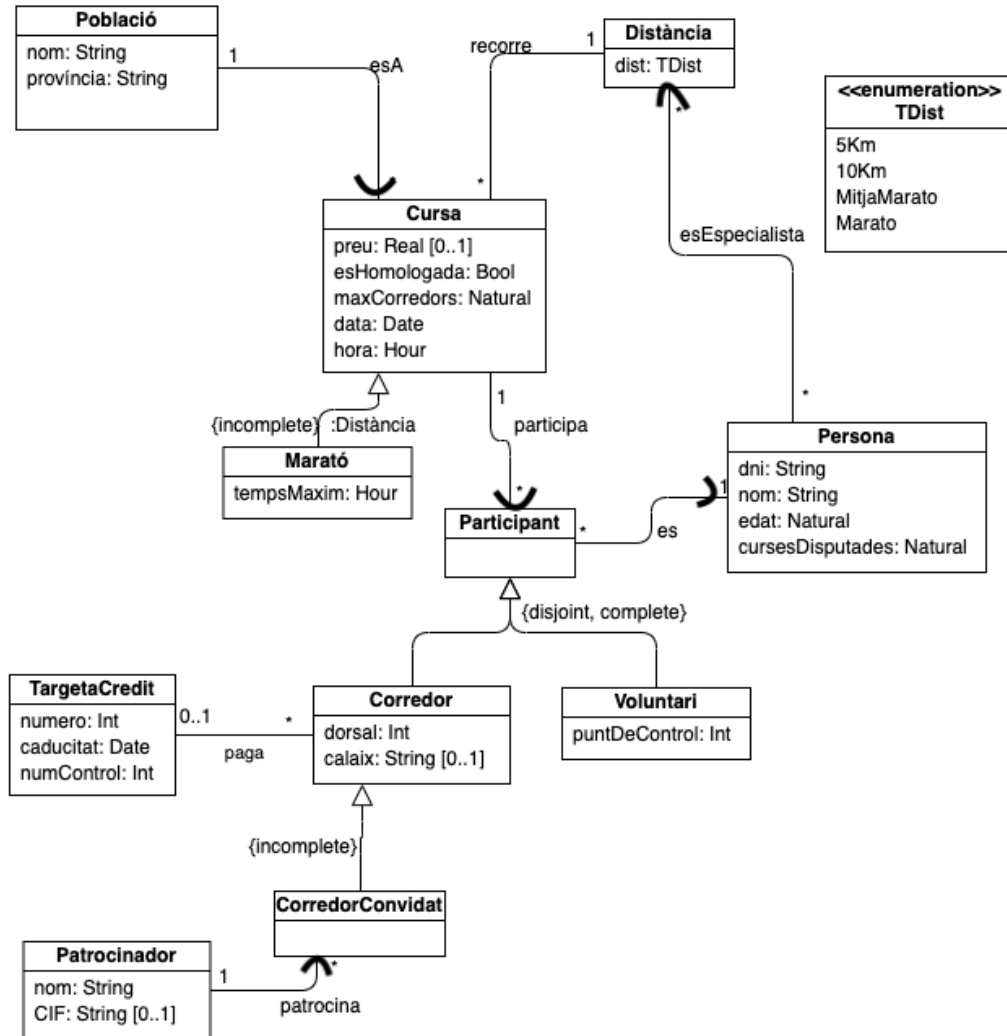 Població
nom: String
província: String
1
esA
recorre
1
*
Distància
dist: TDist
*
<<enumeration>>
TDist
5Km
10Km
MitjaMarato
Marato
esEspecialista
*
Cursa
preu: Real [0..1]
esHomologada: Bool
maxCorredors: Natural
data: Date
hora: Hour
{incomplete} :Distància
Marató
tempsMaxim: Hour
1
participa
*
Participant
*
es
1
Persona
dni: String
nom: String
edat: Natural
cursesDisputades: Natural
{disjoint, complete}
TargetaCredit
numero: Int
caducitat: Date
numControl: Int
0..1
*
paga
Corredor
dorsal: Int
calaix: String [0..1]
Voluntari
puntDeControl: Int
{incomplete}
CorredorConvidat
Patrocinador
nom: String
CIF: String [0..1]
1
*
patrocina